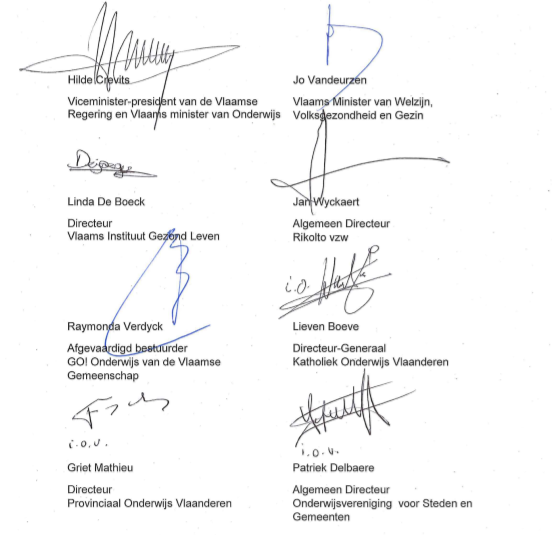 Hilde Crevits
Viceminister-president van de Vlaamse
Regering en Vlaams minister van Onderwijs
Jo Vandeurzen
Vlaams Minister van Welzijn,
Volksgezondheid en Gezin
Linda De Boeck
Directeur
Vlaams Instituut Gezond Leven
Jan Wyckaert
Algemeen Directeur
Rikolto vzw
Raymonda Verdyck
Afgevaardigd bestuurder
GO! Onderwijs van de Vlaamse
Gemeenschap
i.o.
Lieven Boeve
Directeur-Generaal
Katholiek Onderwijs Vlaanderen
i.o.v.
Griet Mathieu
Directeur
Provinciaal Onderwijs Vlaanderen
i.o.v.
Patriek Delbaere
Algemeen Directeur
Onderwijsvereniging voor Steden en
Gemeenten